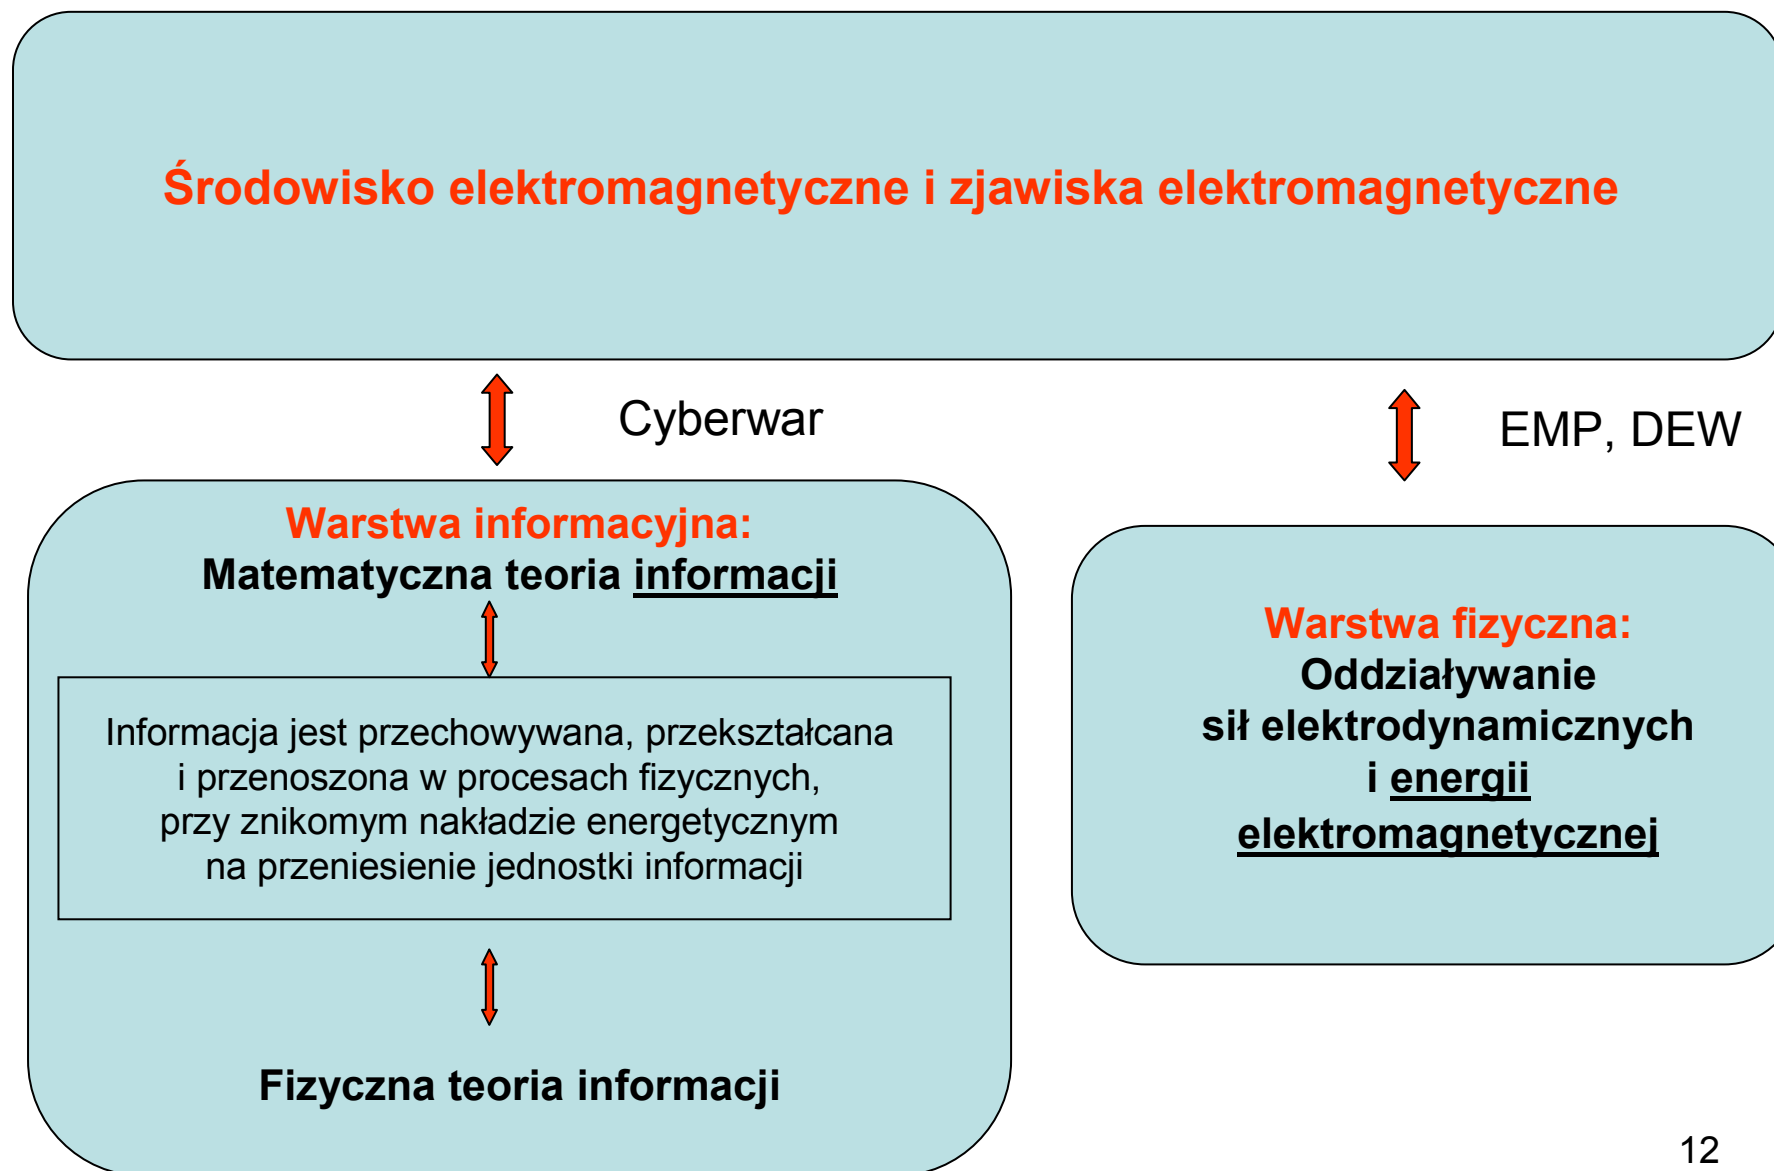 Środowisko elektromagnetyczne i zjawiska elektromagnetyczne
Cyberwar
EMP, DEW
Warstwa informacyjna:
Matematyczna teoria informacji
Informacja jest przechowywana, przekształcana
i przenoszona w procesach fizycznych,
przy znikomym nakładzie energetycznym
na przeniesienie jednostki informacji
Fizyczna teoria informacji
Warstwa fizyczna:
Oddziaływanie
sił elektrodynamicznych
i energii
elektromagnetycznej
12